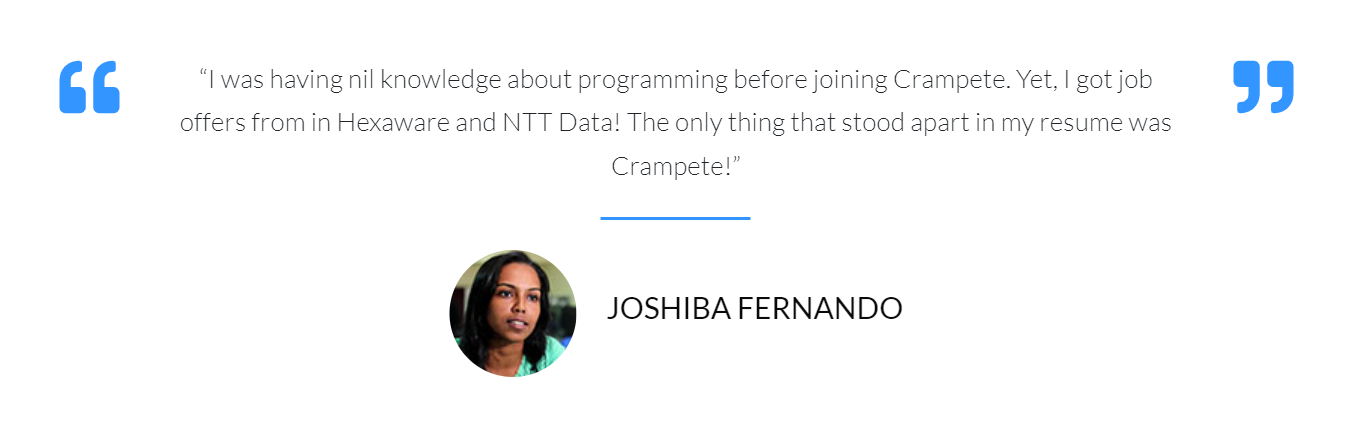 “I was having nil knowledge about programming before joining Crampete. Yet, I got job
offers from in Hexaware and NTT Data! The only thing that stood apart in my resume was
Crampete!”
JOSHIBA FERNANDO